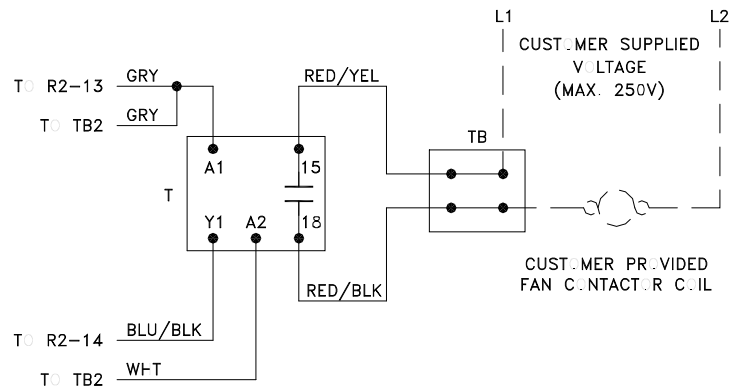 L1
L2
CUSTOMER SUPPLIED
VOLTAGE
(MAX. 250V)
TO R2-13
GRY
RED/YEL
GRY
TO TB2
TB
A1
15
T
Y1
A2
18
CUSTOMER PROVIDED
FAN CONTACTOR COIL
RED/BLK
TO R2-14
BLU/BLK
TO TB2
WHT